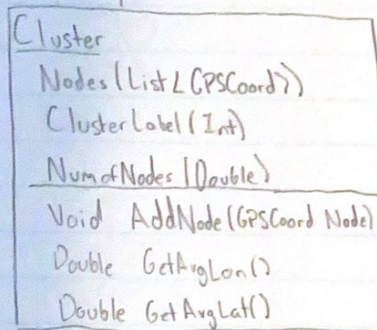 Cluster
Nodes (List<GPSCoord>)
ClusterLabel (Int)
NumofNodes (Double)
Void AddNode(GPSCoord Node)
Double GetAvgLon()
Double GetAvgLat()